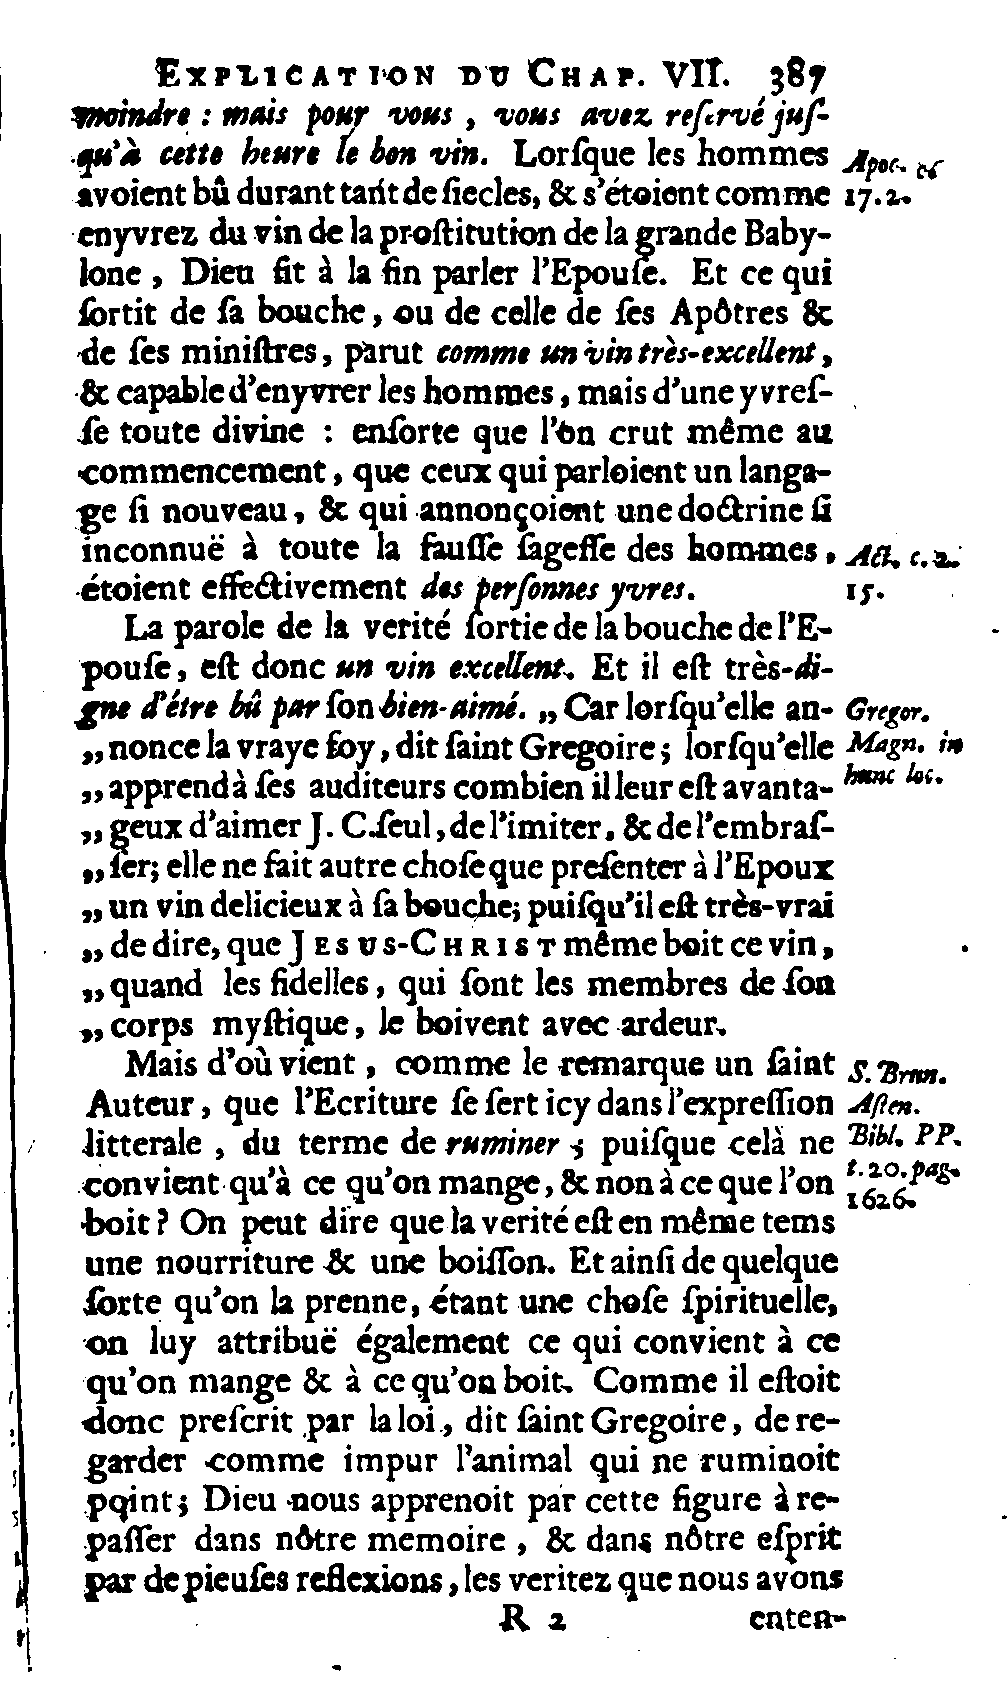 EXPLICATION DU CHAP. VII. 387
moindre : mais pour vous, vous avez reſervé juſ-
qu'à cette heure le bon vin. Lorſque les hommes
avoient bû durant tant de ſiecles, & s'étoient comme
enyvrez du vin de la proſtitution de la grande Baby-
lone, Dieu fit à la fin parler l'Epouſe. Et ce qui
ſortit de ſa bouche, ou de celle de ſes Apôtres &
de ſes miniſtres, parut comme un vin très-excellent,
& capable d'enyvrer les hommes, mais d'une yvreſ-
ſe toute divine : enſorte que l'on crut même au
commencement, que ceux qui parloient un langa-
ge ſi nouveau, & qui annonçoient une doctrine ſi
inconnuë à toute la fauſſe ſageſſe des hommes,
étoient effectivement des perſonnes yvres.
La parole de la verité ſortie de la bouche de l'E-
pouſe, eſt donc un vin excellent. Et il eſt très-di-
gne d'étre bû par ſon bien-aimé. „ Car lorſqu'elle an-
„ nonce la vraye foy, dit ſaint Gregoire; lorſqu'elle
„ apprend à ſes auditeurs combien il leur eſt avanta-
„ geux d'aimer J. C. ſeul, de l'imiter, & de l'embraſ-
„ ſer; elle ne fait autre choſe que preſenter à l'Epoux
„ un vin delicieux à ſa bouche; puiſqu'il eſt très-vrai
„ de dire, que JESUS-CHRIST même boit ce vin,
„ quand les fidelles, qui ſont les membres de ſon
„ corps myſtique, le boivent avec ardeur.
Mais d'où vient, comme le remarque un ſaint
Auteur, que l'Ecriture ſe ſert icy dans l'expreſſion
litterale, du terme de ruminer; puiſque celà ne
convient qu'à ce qu'on mange, & non à ce que l'on
boit ? On peut dire que la verité eſt en même tems
une nourriture & une boiſſon. Et ainſi de quelque
ſorte qu'on la prenne, étant une choſe ſpirituelle,
on luy attribuë également ce qui convient à ce
qu'on mange & à ce qu'on boit. Comme il eſtoit
donc preſcrit par la loi, dit ſaint Gregoire, de re-
garder comme impur l'animal qui ne ruminoit
point; Dieu nous apprenoit par cette figure à re-
paſſer dans nôtre memoire, & dans nôtre eſprit
par de pieuſes reflexions, les veritez que nous avons
R 2 enten-
Apoc. c.
17. 2.
Act. c. 2.
15.
Gregor.
Magn. in
hunc loc.
S. Brun.
Aſten.
Bibl. PP.
t. 20. pag.
1626.